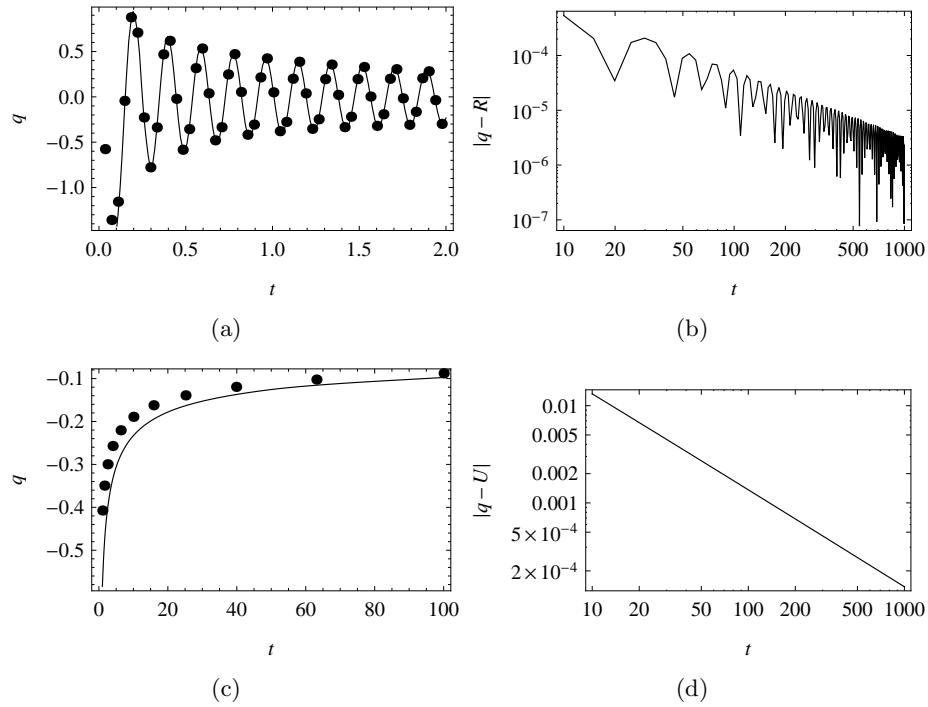 0.5
0.0
−0.5
−1.0
q
0.0 0.5 1.0 1.5 2.0
t
(a)
10⁻⁴
10⁻⁵
10⁻⁶
10⁻⁷
|q − R|
10 20 50 100 200 500 1000
t
(b)
−0.1
−0.2
−0.3
−0.4
−0.5
q
0 20 40 60 80 100
t
(c)
0.01
0.005
0.002
0.001
5×10⁻⁴
2×10⁻⁴
|q − U|
10 20 50 100 200 500 1000
t
(d)